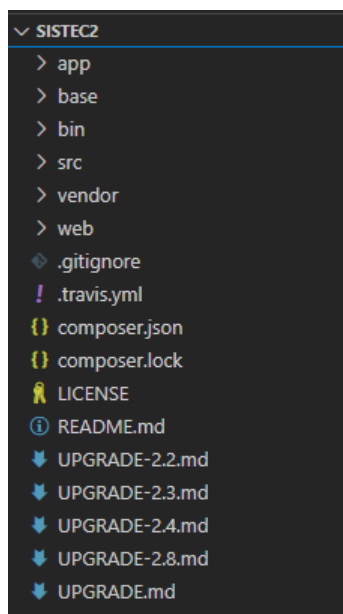 SISTEC2
app
base
bin
src
vendor
web
.gitignore
.travis.yml
composer.json
composer.lock
LICENSE
README.md
UPGRADE-2.2.md
UPGRADE-2.3.md
UPGRADE-2.4.md
UPGRADE-2.8.md
UPGRADE.md